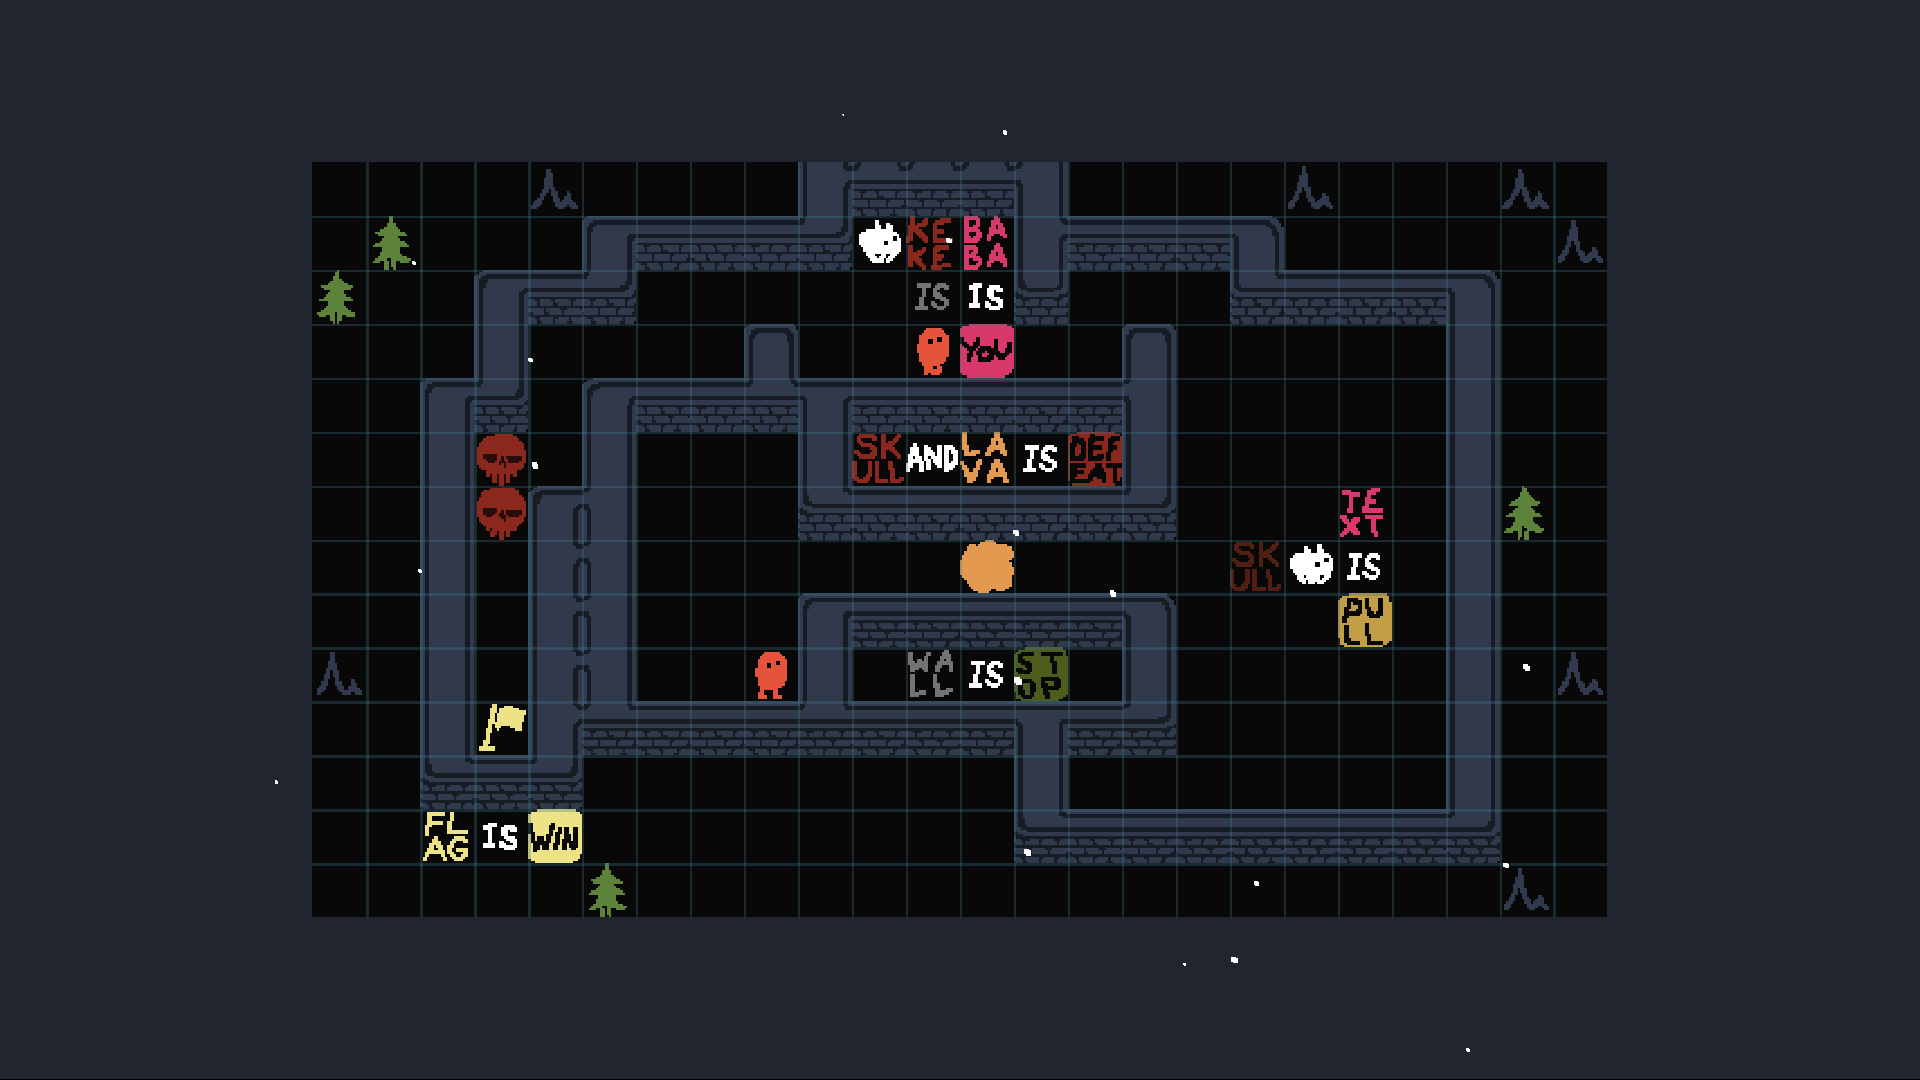 KEKE BABA
IS IS
YOU
SKULL AND LAVA IS DEFEAT
TEXT
SKULL IS
PULL
WALL IS STOP
FLAG IS WIN